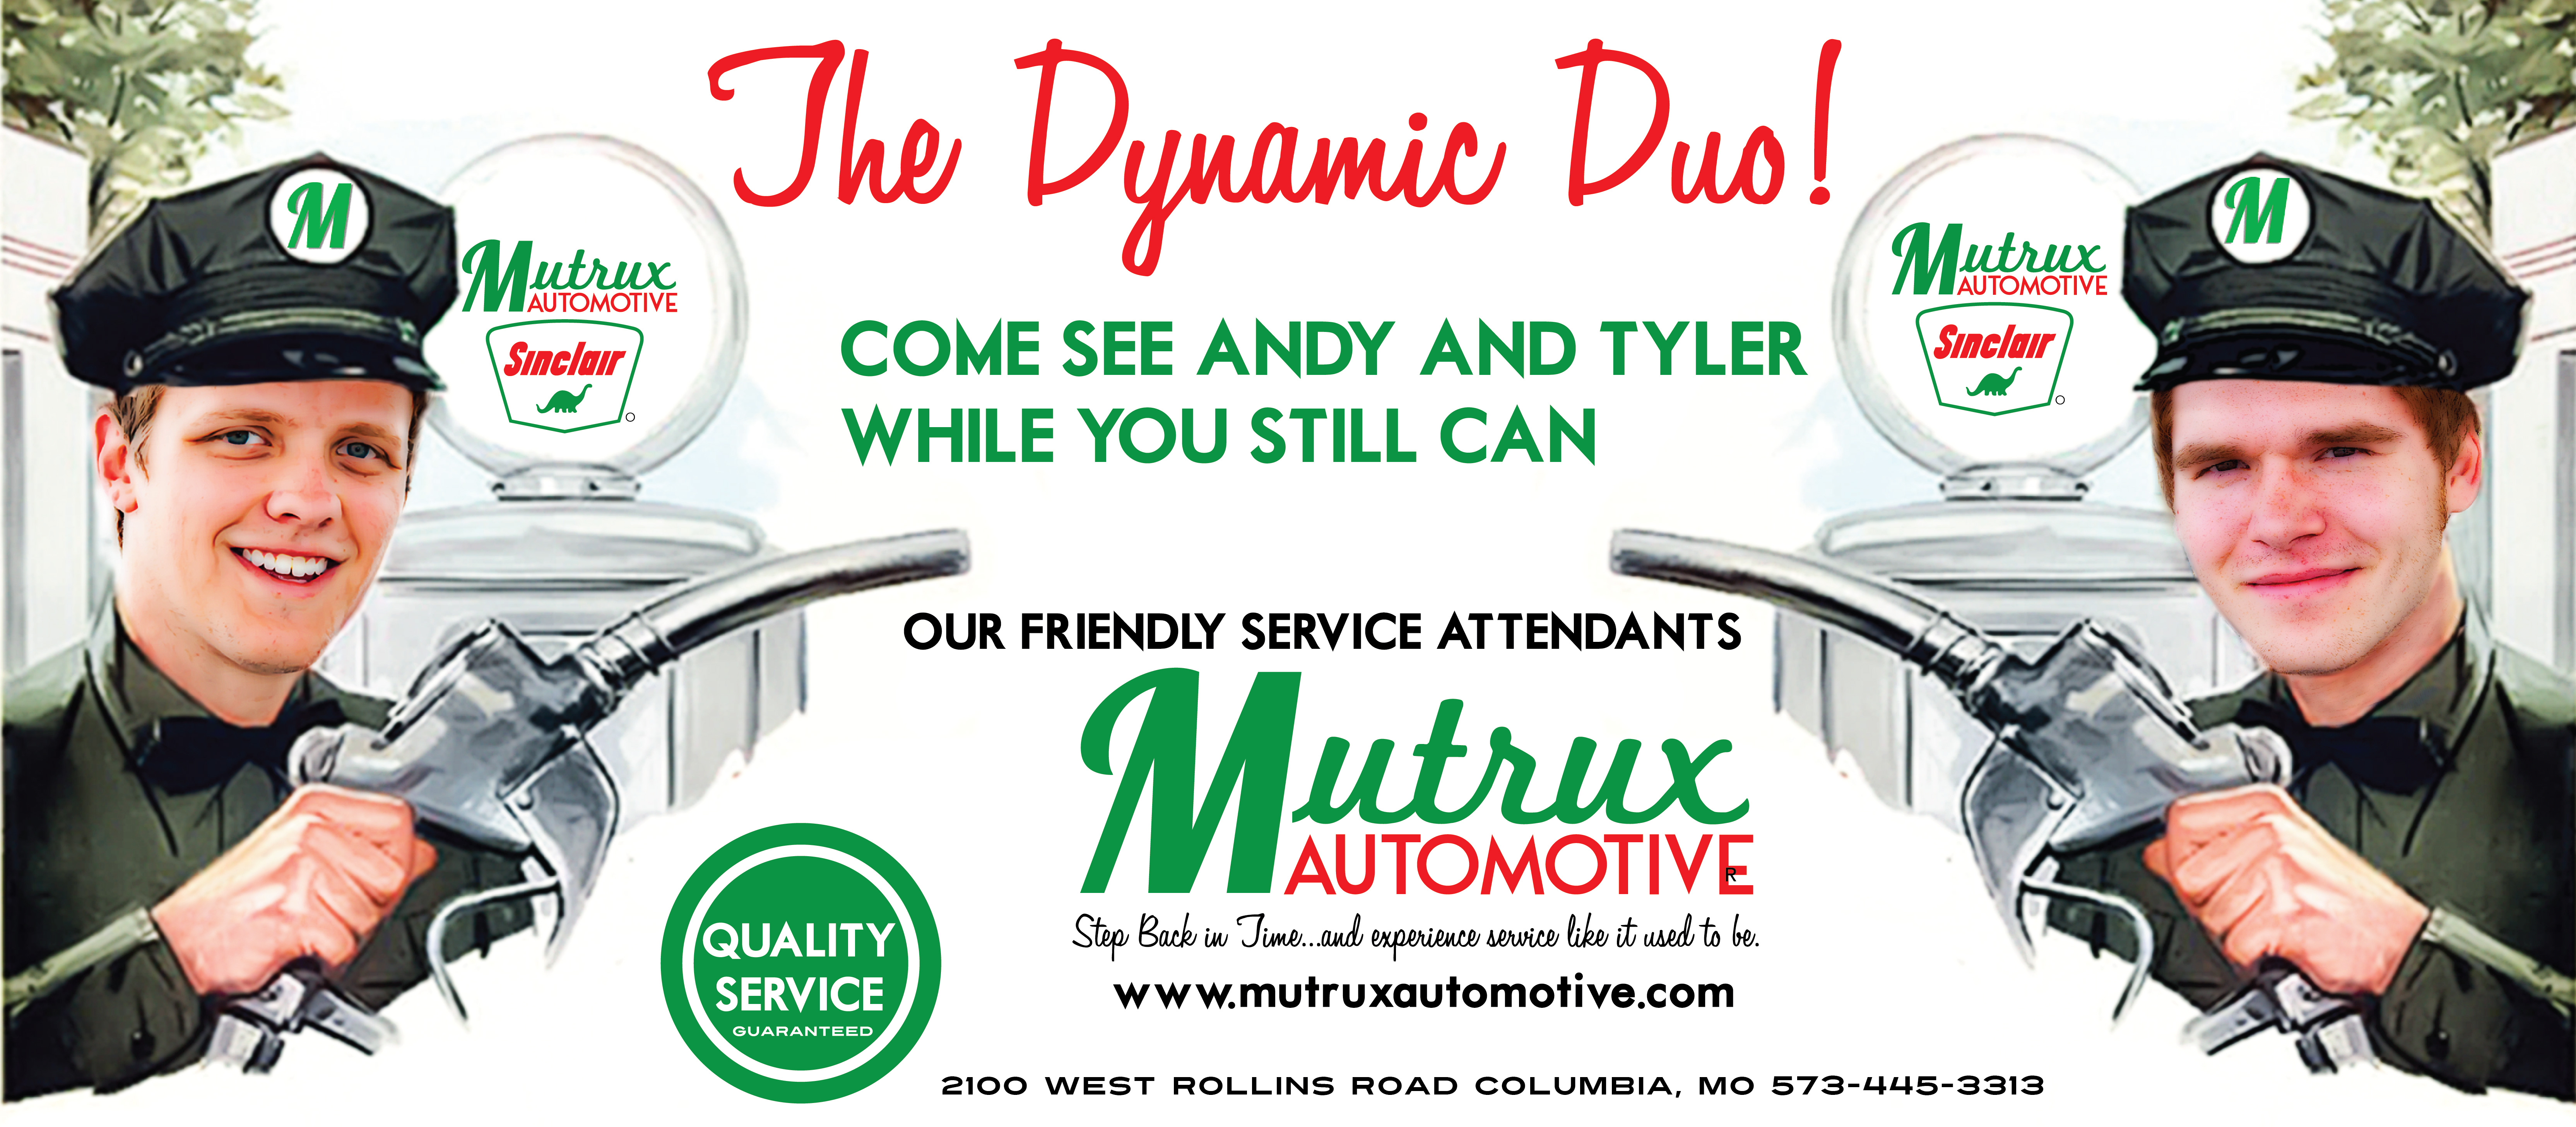 The Dynamic Duo!
M
Mutrux
AUTOMOTIVE
Sinclair
M
Mutrux
AUTOMOTIVE
Sinclair
COME SEE ANDY AND TYLER
WHILE YOU STILL CAN
OUR FRIENDLY SERVICE ATTENDANTS
Mutrux
AUTOMOTIVE
R
Step Back in Time...and experience service like it used to be.
www.mutruxautomotive.com
QUALITY
SERVICE
GUARANTEED
2100 WEST ROLLINS ROAD COLUMBIA, MO 573-445-3313